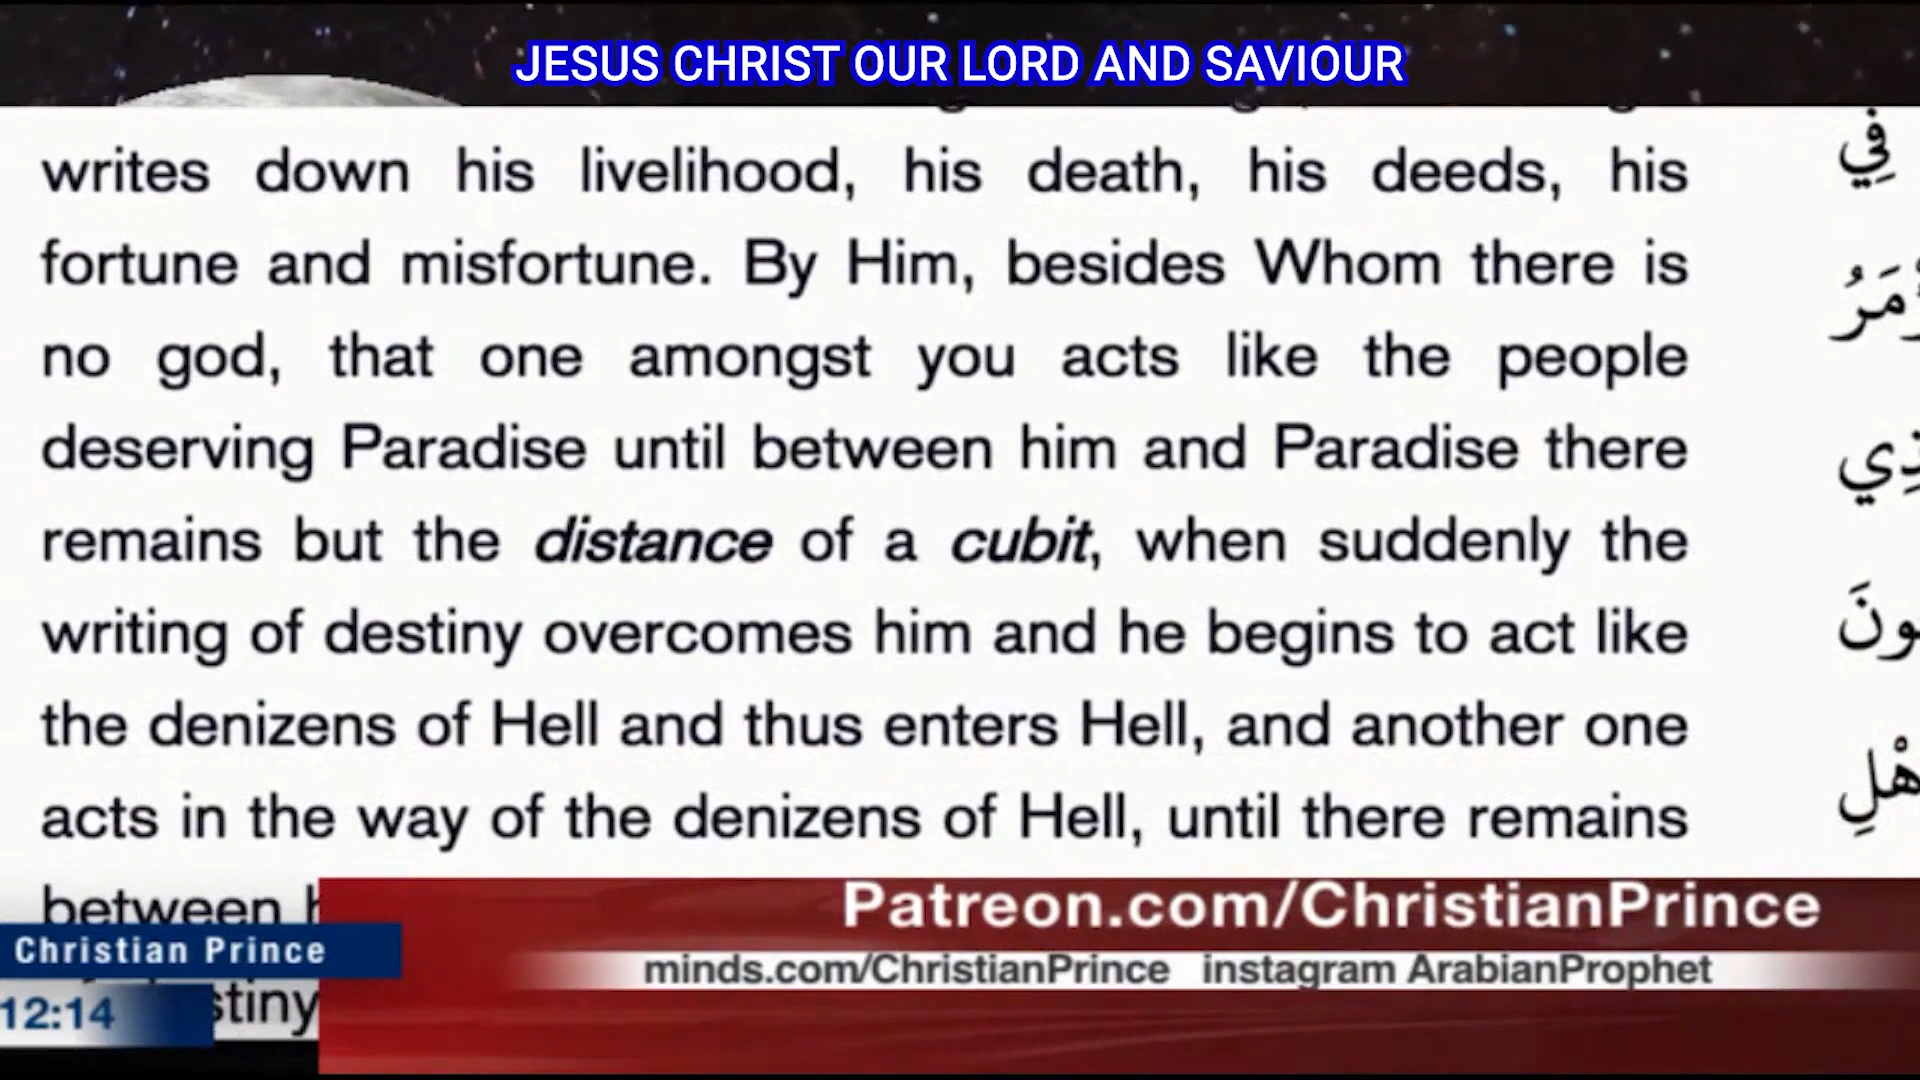 JESUS CHRIST OUR LORD AND SAVIOUR
writes down his livelihood, his death, his deeds, his
fortune and misfortune. By Him, besides Whom there is
no god, that one amongst you acts like the people
deserving Paradise until between him and Paradise there
remains but the distance of a cubit, when suddenly the
writing of destiny overcomes him and he begins to act like
the denizens of Hell and thus enters Hell, and another one
acts in the way of the denizens of Hell, until there remains
between
فِي
Patreon.com/ChristianPrince
Christian Prince
minds.com/ChristianPrince instagram ArabianProphet
12:14